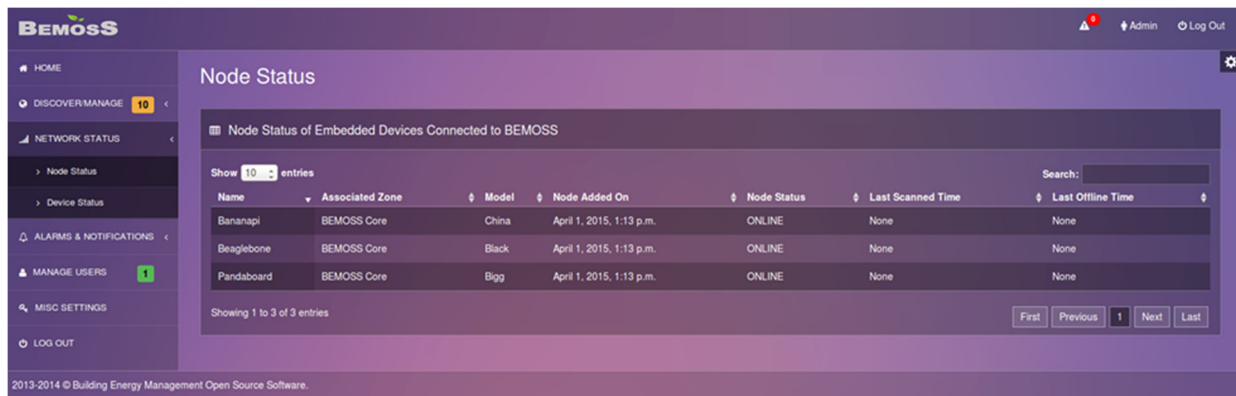 BEMOSS
0 Admin Log Out
HOME
DISCOVER/MANAGE 10
NETWORK STATUS
Node Status
Device Status
ALARMS & NOTIFICATIONS
MANAGE USERS 1
MISC SETTINGS
LOG OUT
Node Status
Node Status of Embedded Devices Connected to BEMOSS
Show 10 entries Search:
Name Associated Zone Model Node Added On Node Status Last Scanned Time Last Offline Time
Bananapi BEMOSS Core China April 1, 2015, 1:13 p.m. ONLINE None None
Beaglebone BEMOSS Core Black April 1, 2015, 1:13 p.m. ONLINE None None
Pandaboard BEMOSS Core Bigg April 1, 2015, 1:13 p.m. ONLINE None None
Showing 1 to 3 of 3 entries First Previous 1 Next Last
2013-2014 © Building Energy Management Open Source Software.